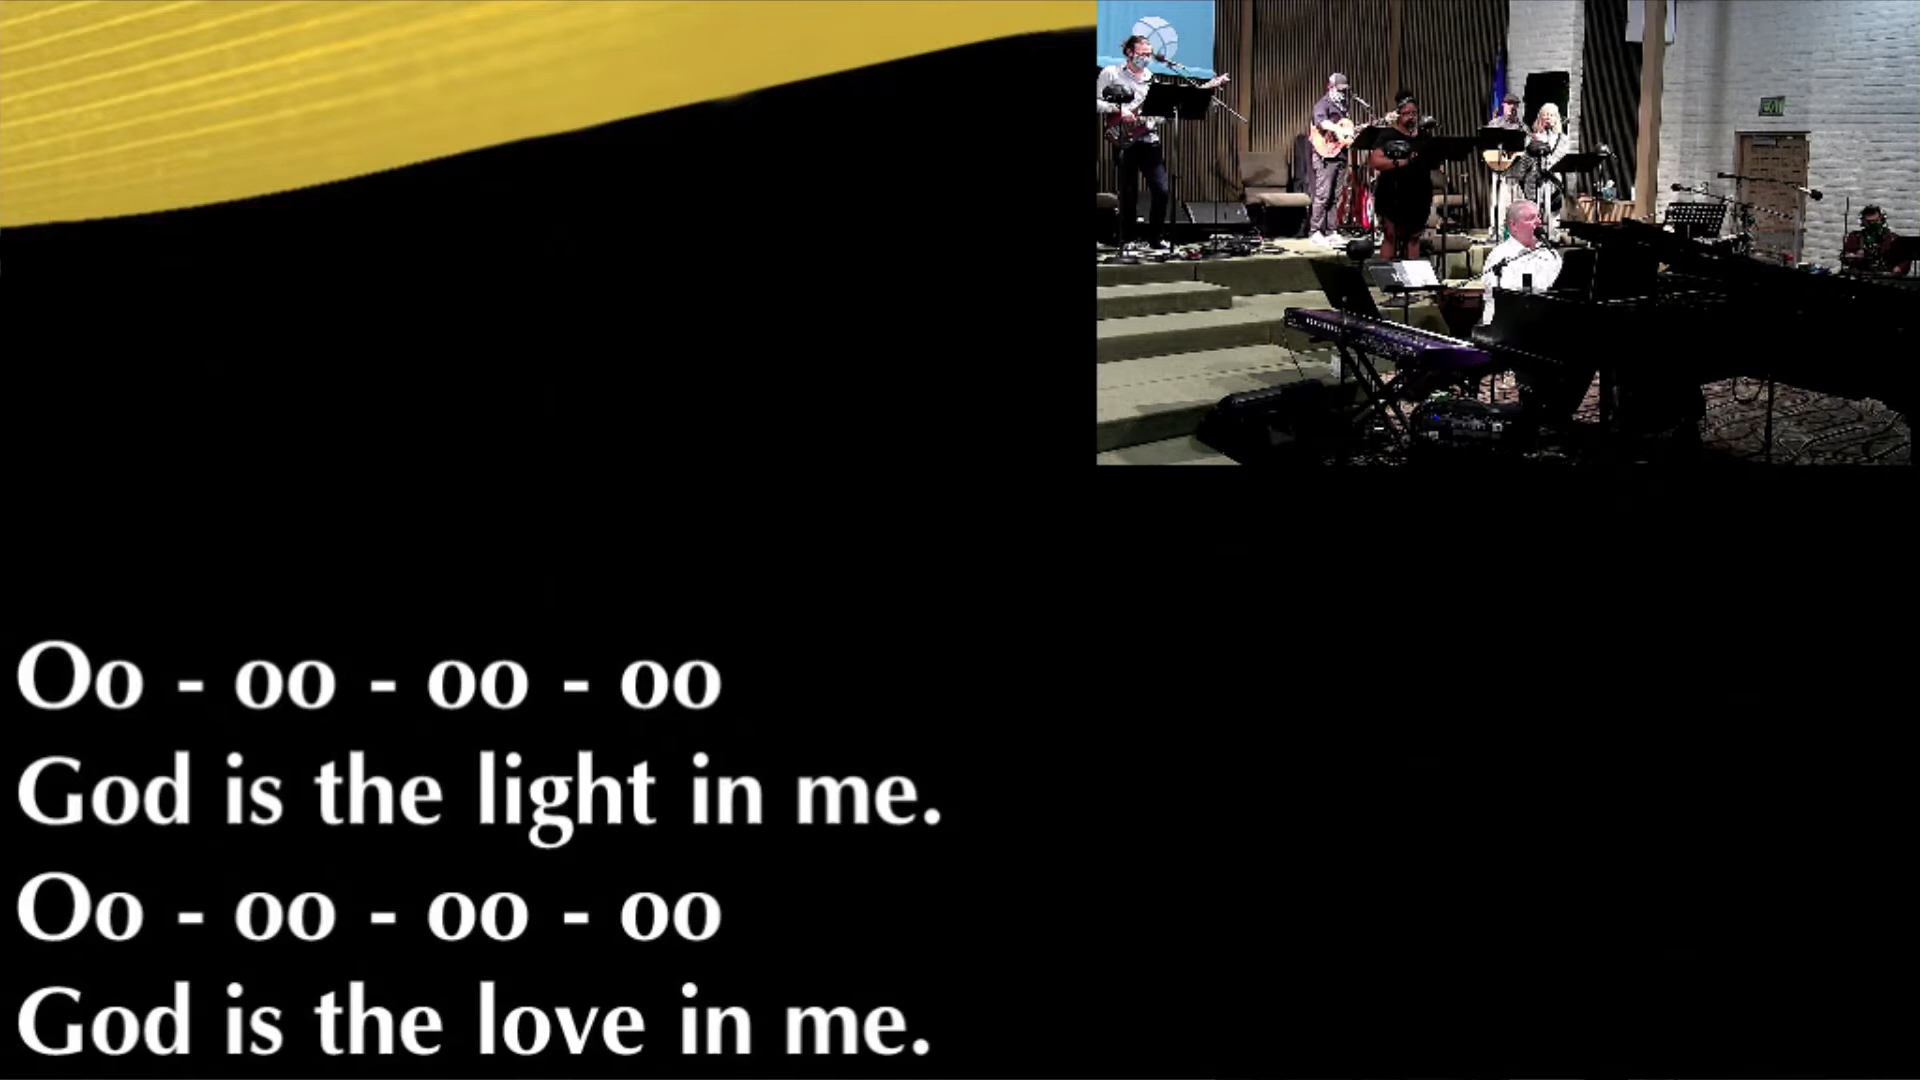 Oo - oo - oo - oo
God is the light in me.
Oo - oo - oo - oo
God is the love in me.